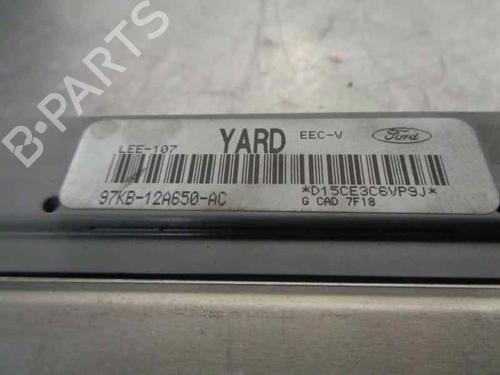 LEE-107 YARD EEC-V Ford
97KB-12A650-AC *D15CE3C6VP9J*
G CAD 7F18
B-PARTS